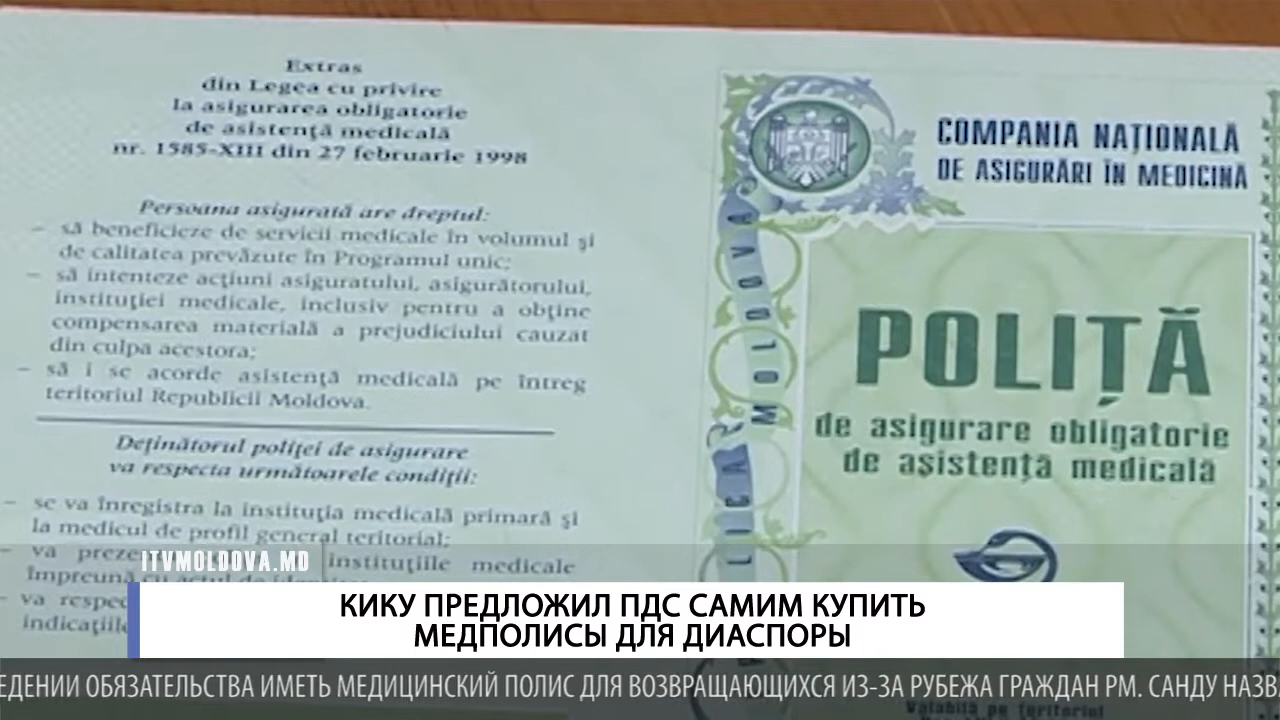 Extras
din Legea cu privire
la asigurarea obligatorie
de asistenţă medicală
nr. 1585-XIII din 27 februarie 1998
Persoana asigurată are dreptul:
– să beneficieze de servicii medicale în volumul şi
de calitatea prevăzute în Programul unic;
– să intenteze acţiuni asiguratului, asigurătorului,
instituţiei medicale, inclusiv pentru a obţine
compensarea materială a prejudiciului cauzat
din culpa acestora;
– să i se acorde asistenţă medicală pe întreg
teritoriul Republicii Moldova.
Deţinătorul poliţei de asigurare
va respecta următoarele condiţii:
– se va înregistra la instituţia medicală primară şi
la medicul de profil general teritorial;
– va instituţiile medicale
împreună cu actul de
– va
COMPANIA NAŢIONALĂ
DE ASIGURĂRI ÎN MEDICINĂ
MOLDOVA
POLIŢĂ
de asigurare obligatorie
de asistenţă medicală
ITVMOLDOVA.MD
КИКУ ПРЕДЛОЖИЛ ПДС САМИМ КУПИТЬ
МЕДПОЛИСЫ ДЛЯ ДИАСПОРЫ
ЕДЕНИИ ОБЯЗАТЕЛЬСТВА ИМЕТЬ МЕДИЦИНСКИЙ ПОЛИС ДЛЯ ВОЗВРАЩАЮЩИХСЯ ИЗ-ЗА РУБЕЖА ГРАЖДАН РМ. САНДУ НАЗВА
Valabilă pe teritoriul